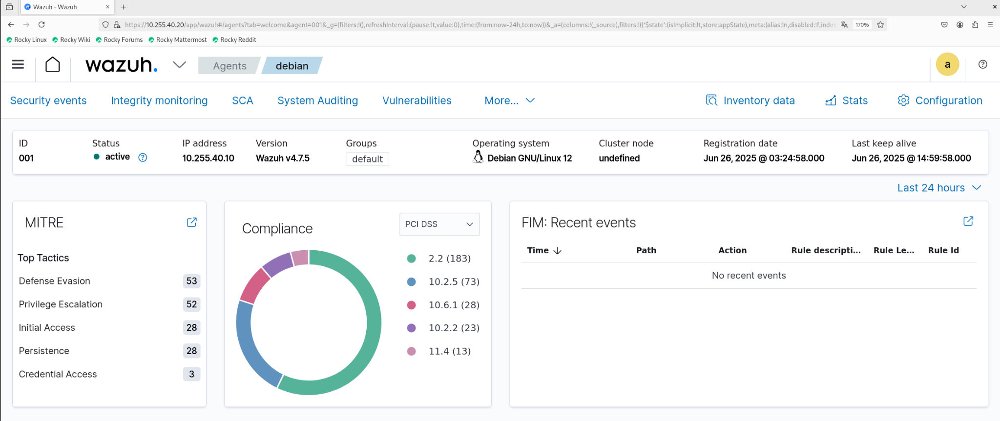 Wazuh - Wazuh
https://10.255.40.20/app/wazuh#/agents?tab=welcome&agent=001&_g=(filters:!(),refreshInterval:(pause:!t,value:0),time:(from:now-24h,to:now))&_a=(columns:!(_source),filters:!(('$state':(isImplicit:!t,store:appState),meta:(alias:!n,disabled:!f,index 170%
Rocky Linux Rocky Wiki Rocky Forums Rocky Mattermost Rocky Reddit
wazuh. Agents debian a
Security events Integrity monitoring SCA System Auditing Vulnerabilities More... Inventory data Stats Configuration
ID Status IP address Version Groups Operating system Cluster node Registration date Last keep alive
001 active 10.255.40.10 Wazuh v4.7.5 default Debian GNU/Linux 12 undefined Jun 26, 2025 @ 03:24:58.000 Jun 26, 2025 @ 14:59:58.000
Last 24 hours
MITRE
Top Tactics
Defense Evasion 53
Privilege Escalation 52
Initial Access 28
Persistence 28
Credential Access 3
Compliance PCI DSS
2.2 (183)
10.2.5 (73)
10.6.1 (28)
10.2.2 (23)
11.4 (13)
FIM: Recent events
Time Path Action Rule descripti... Rule Le... Rule Id
No recent events